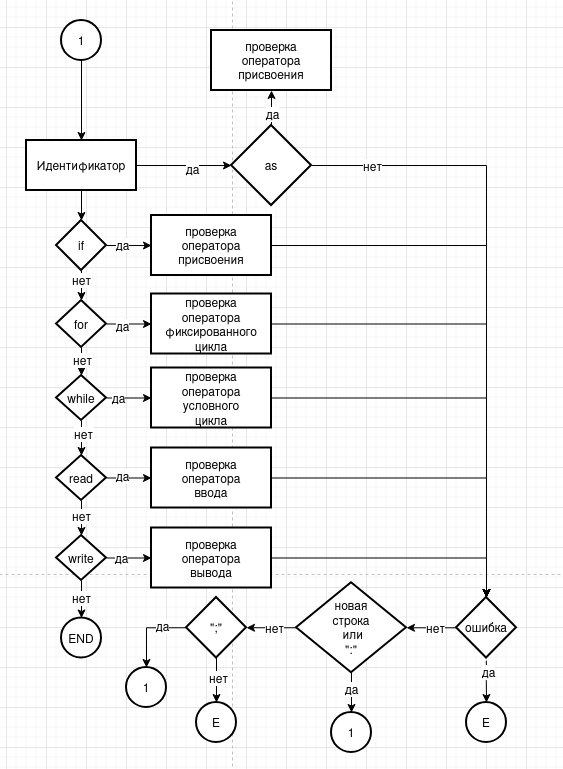 1
проверка
оператора
присвоения
да
Идентификатор
да
as
нет
if
да
проверка
оператора
присвоения
нет
for
да
проверка
оператора
фиксированного
цикла
нет
while
да
проверка
оператора
условного
цикла
нет
read
да
проверка
оператора
ввода
нет
write
да
проверка
оператора
вывода
нет
END
да
";"
нет
новая
строка
или
":"
нет
ошибка
1
нет
E
да
1
да
E